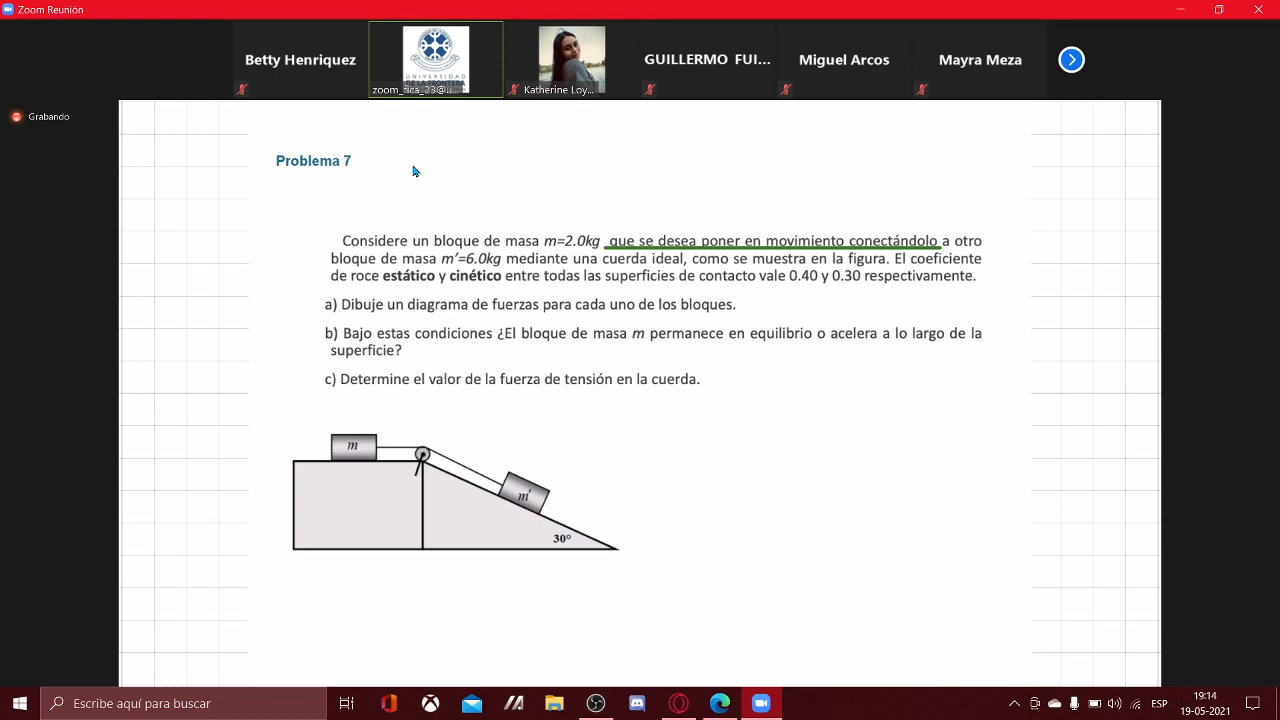 Zoom Reunión
Betty Henriquez
UNIVERSIDAD
DE LA FRONTERA
Katherine Loy...
GUILLERMO FUI...
Miguel Arcos
Mayra Meza
Grabando
Problema 7
Considere un bloque de masa m=2.0kg que se desea poner en movimiento conectándolo a otro
bloque de masa m’=6.0kg mediante una cuerda ideal, como se muestra en la figura. El coeficiente
de roce estático y cinético entre todas las superficies de contacto vale 0.40 y 0.30 respectivamente.
a) Dibuje un diagrama de fuerzas para cada uno de los bloques.
b) Bajo estas condiciones ¿El bloque de masa m permanece en equilibrio o acelera a lo largo de la
superficie?
c) Determine el valor de la fuerza de tensión en la cuerda.
m
m'
30°
Escribe aquí para buscar
ESP
19:14
19-05-2021